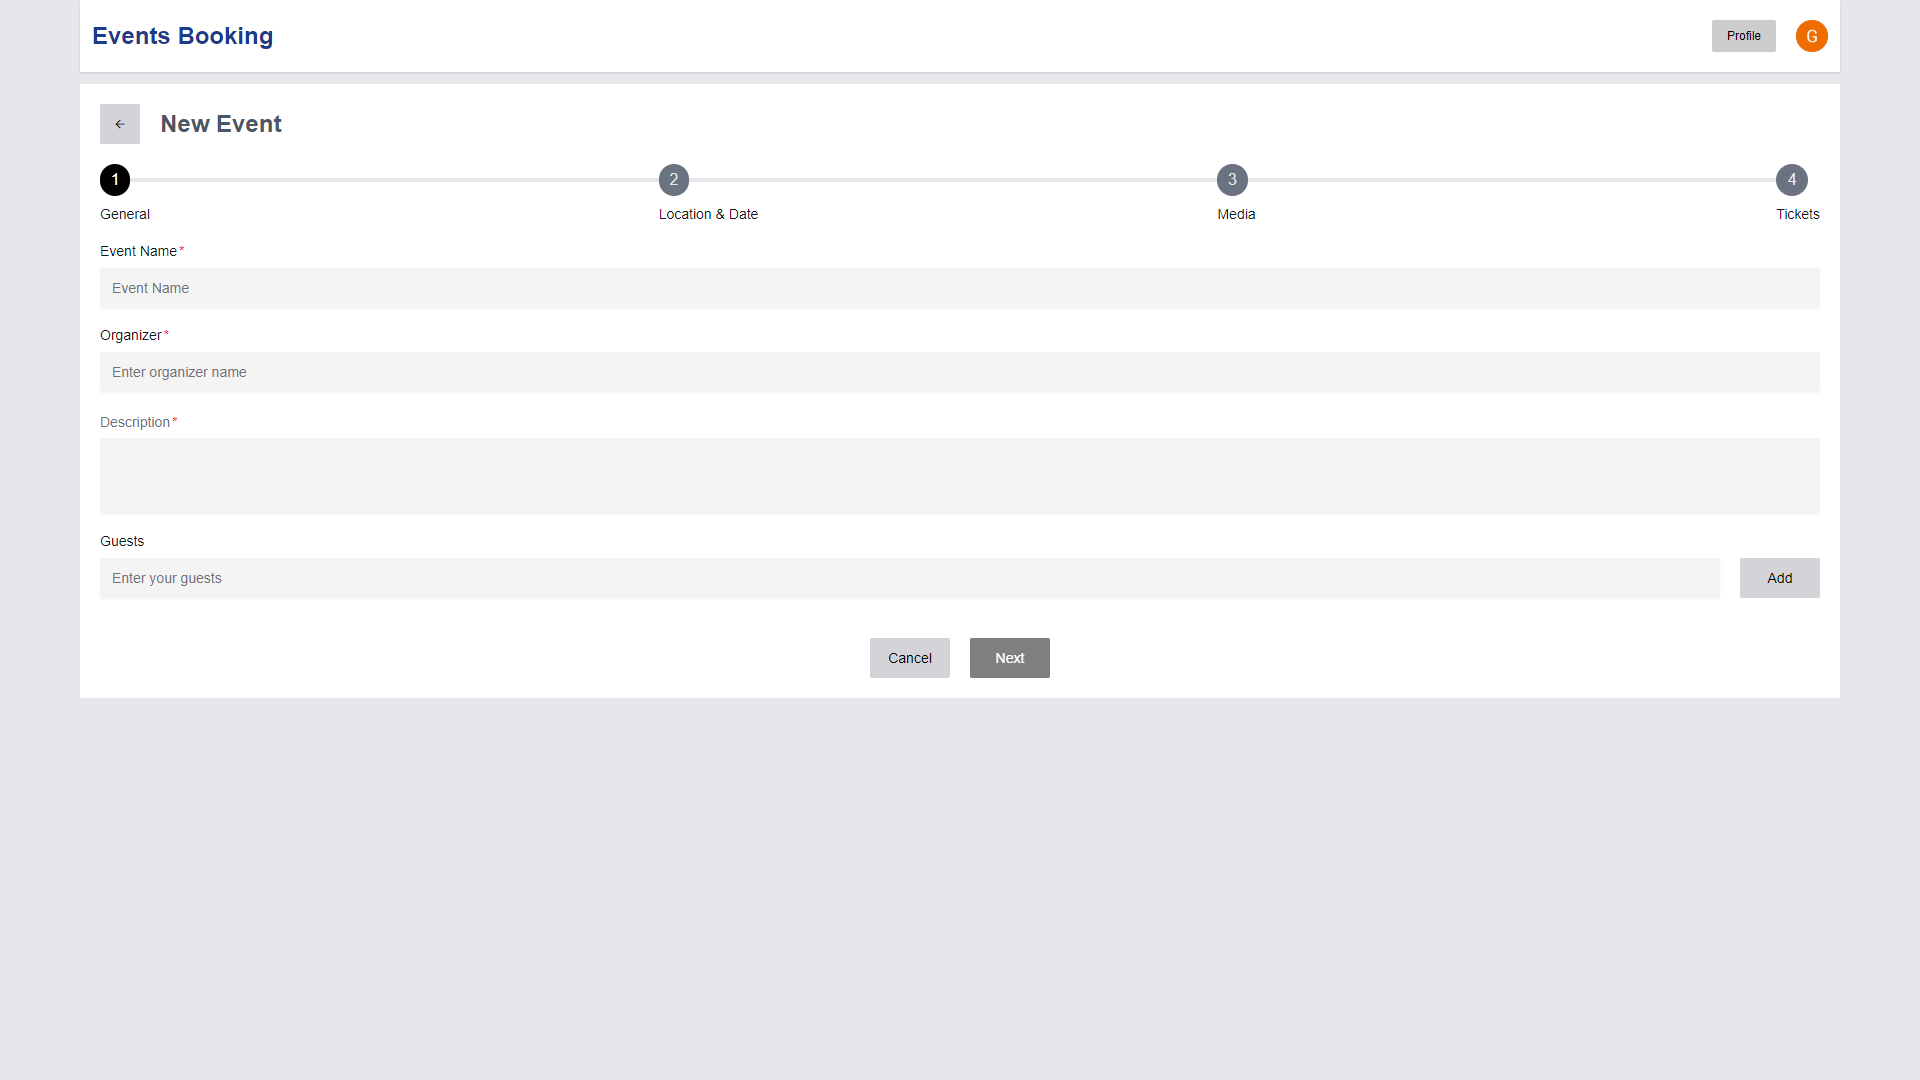 Events Booking
Profile
G
New Event
1
2
3
4
General
Location & Date
Media
Tickets
Event Name*
Event Name
Organizer*
Enter organizer name
Description*
Guests
Enter your guests
Add
Cancel
Next